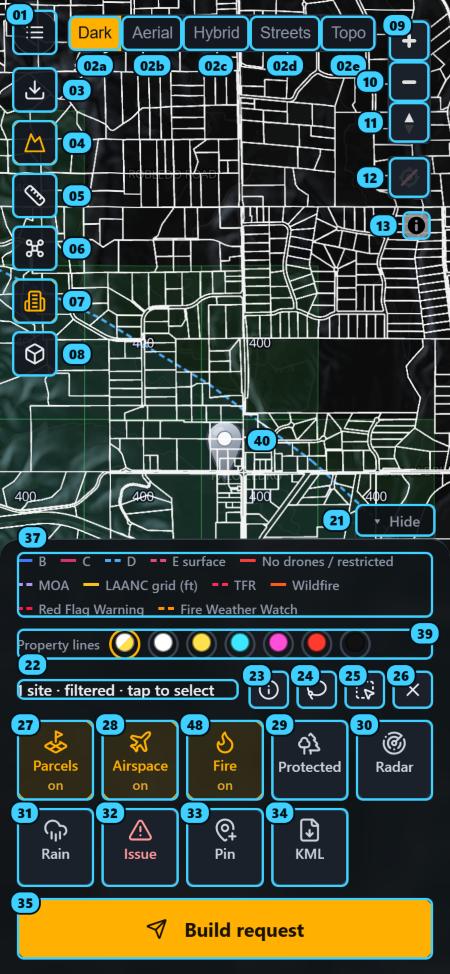 01
Dark Aerial Hybrid Streets Topo
09
02a 02b 02c 02d 02e
10
03
11
04
12
ROBLEDO ROAD
05
13
06
07
400 400
08
40
400 400 400 400
21 Hide
37
B C D E surface No drones / restricted
MOA LAANC grid (ft) TFR Wildfire
Red Flag Warning Fire Weather Watch
Property lines 39
22
1 site · filtered · tap to select 23 24 25 26
27 28 48 29 30
Parcels Airspace Fire Protected Radar
on on on
31 32 33 34
Rain Issue Pin KML
35
Build request